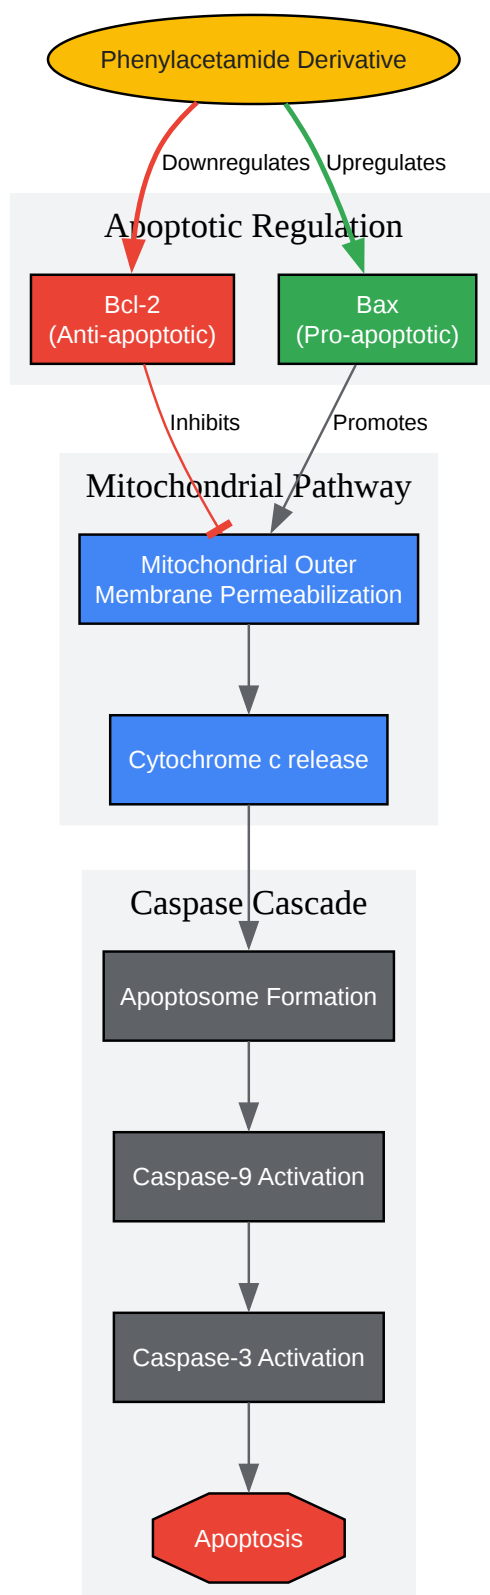 Phenylacetamide Derivative
Downregulates
Upregulates
Apoptotic Regulation
Bcl-2
(Anti-apoptotic)
Bax
(Pro-apoptotic)
Inhibits
Promotes
Mitochondrial Pathway
Mitochondrial Outer
Membrane Permeabilization
Cytochrome c release
Caspase Cascade
Apoptosome Formation
Caspase-9 Activation
Caspase-3 Activation
Apoptosis